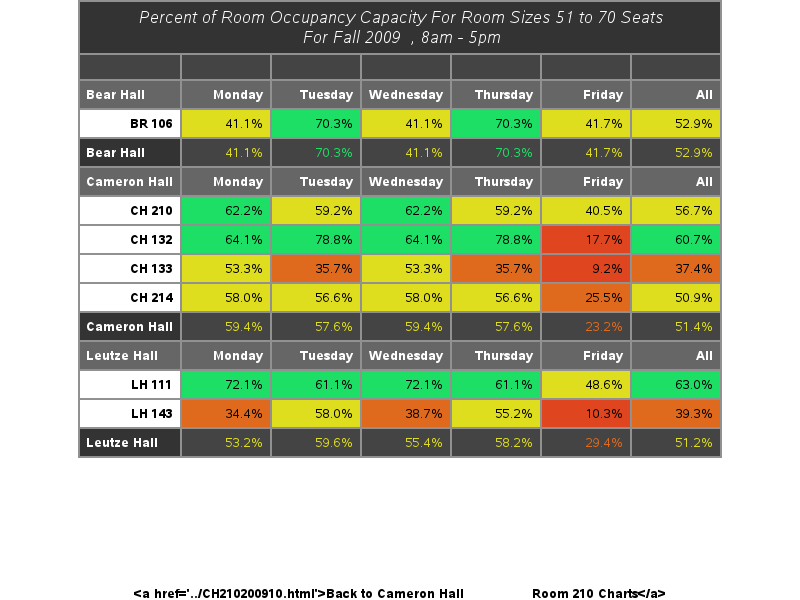 Percent of Room Occupancy Capacity For Room Sizes 51 to 70 Seats
For Fall 2009 , 8am - 5pm
Bear Hall Monday Tuesday Wednesday Thursday Friday All
BR 106 41.1% 70.3% 41.1% 70.3% 41.7% 52.9%
Bear Hall 41.1% 70.3% 41.1% 70.3% 41.7% 52.9%
Cameron Hall Monday Tuesday Wednesday Thursday Friday All
CH 210 62.2% 59.2% 62.2% 59.2% 40.5% 56.7%
CH 132 64.1% 78.8% 64.1% 78.8% 17.7% 60.7%
CH 133 53.3% 35.7% 53.3% 35.7% 9.2% 37.4%
CH 214 58.0% 56.6% 58.0% 56.6% 25.5% 50.9%
Cameron Hall 59.4% 57.6% 59.4% 57.6% 23.2% 51.4%
Leutze Hall Monday Tuesday Wednesday Thursday Friday All
LH 111 72.1% 61.1% 72.1% 61.1% 48.6% 63.0%
LH 143 34.4% 58.0% 38.7% 55.2% 10.3% 39.3%
Leutze Hall 53.2% 59.6% 55.4% 58.2% 29.4% 51.2%
<a href='../CH210200910.html'>Back to Cameron Hall Room 210 Charts</a>